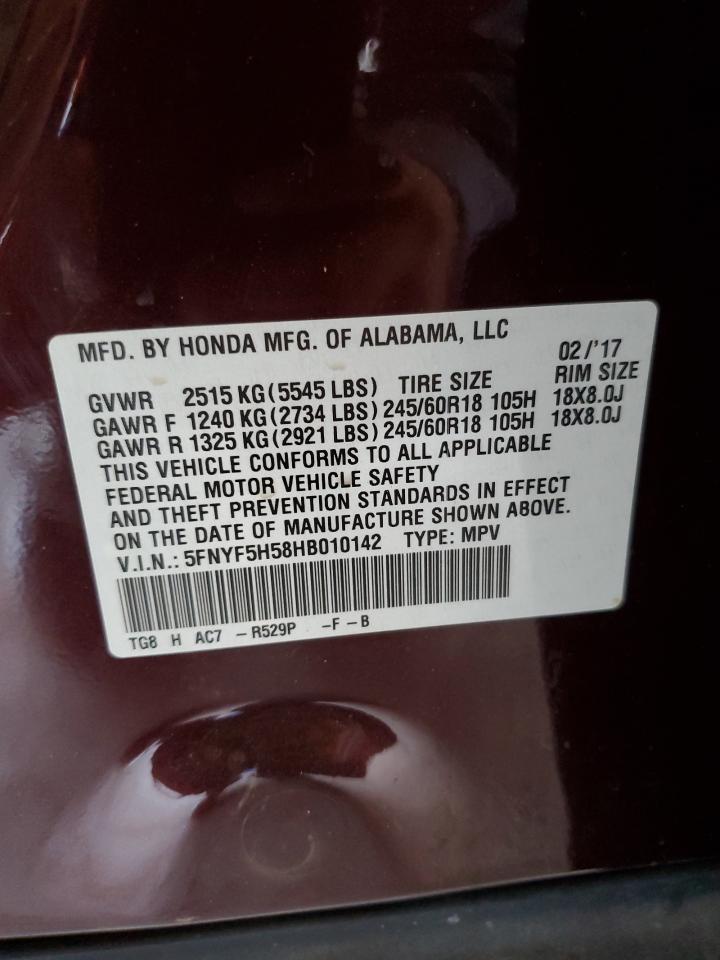 MFD. BY HONDA MFG. OF ALABAMA, LLC 02/'17
GVWR 2515 KG(5545 LBS) TIRE SIZE RIM SIZE
GAWR F 1240 KG(2734 LBS) 245/60R18 105H 18X8.0J
GAWR R 1325 KG(2921 LBS) 245/60R18 105H 18X8.0J
THIS VEHICLE CONFORMS TO ALL APPLICABLE
FEDERAL MOTOR VEHICLE SAFETY
AND THEFT PREVENTION STANDARDS IN EFFECT
ON THE DATE OF MANUFACTURE SHOWN ABOVE.
V.I.N.: 5FNYF5H58HB010142 TYPE: MPV
TG8 H AC7 -R529P -F-B